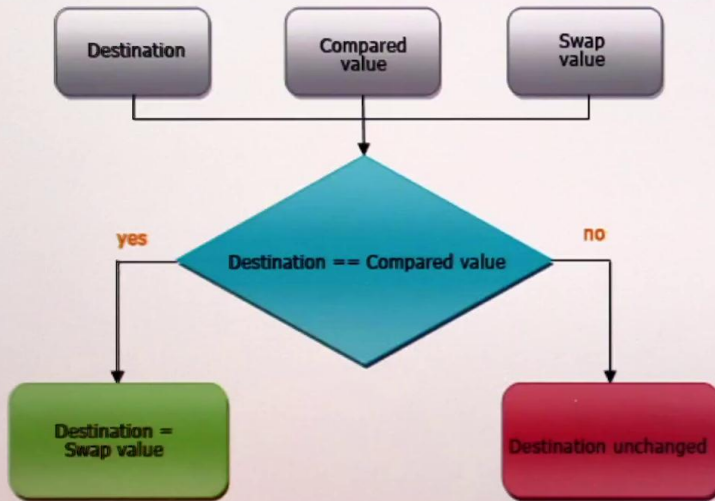 Destination
Compared
value
Swap
value
yes
no
Destination == Compared value
Destination =
Swap value
Destination unchanged